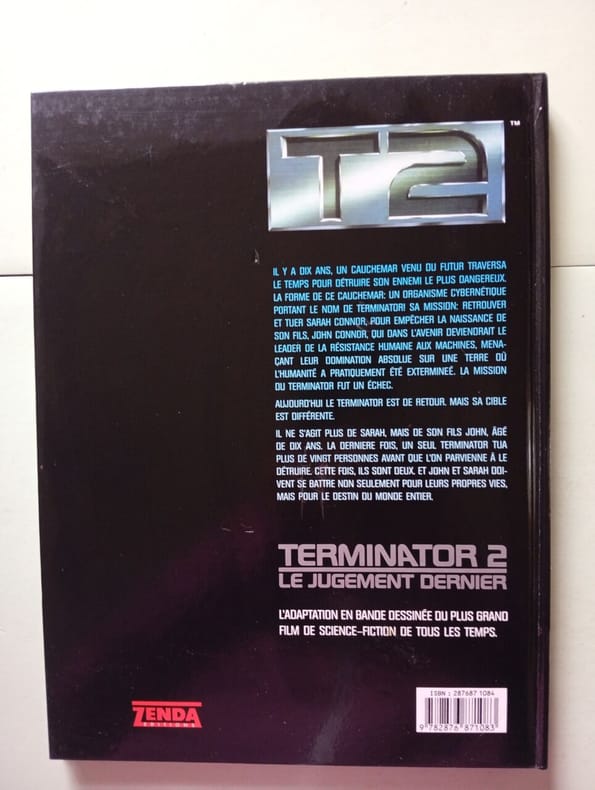 T2
™
IL Y A DIX ANS, UN CAUCHEMAR VENU DU FUTUR TRAVERSA
LE TEMPS POUR DÉTRUIRE SON ENNEMI LE PLUS DANGEREUX.
LA FORME DE CE CAUCHEMAR: UN ORGANISME CYBERNÉTIQUE
PORTANT LE NOM DE TERMINATOR! SA MISSION: RETROUVER
ET TUER SARAH CONNOR, POUR EMPÊCHER LA NAISSANCE DE
SON FILS, JOHN CONNOR, QUI DANS L'AVENIR DEVIENDRAIT LE
LEADER DE LA RÉSISTANCE HUMAINE AUX MACHINES, MENA-
ÇANT LEUR DOMINATION ABSOLUE SUR UNE TERRE OÙ
L'HUMANITÉ A PRATIQUEMENT ÉTÉ EXTERMINEÉ. LA MISSION
DU TERMINATOR FUT UN ÉCHEC.
AUJOURD'HUI LE TERMINATOR EST DE RETOUR. MAIS SA CIBLE
EST DIFFÉRENTE.
IL NE S'AGIT PLUS DE SARAH, MAIS DE SON FILS JOHN, ÂGÉ
DE DIX ANS. LA DERNIERE FOIS, UN SEUL TERMINATOR TUA
PLUS DE VINGT PERSONNES AVANT QUE L'ON PARVIENNE À LE
DÉTRUIRE. CETTE FOIS, ILS SONT DEUX. ET JOHN ET SARAH DOI-
VENT SE BATTRE NON SEULEMENT POUR LEURS PROPRES VIES,
MAIS POUR LE DESTIN DU MONDE ENTIER.
TERMINATOR 2
LE JUGEMENT DERNIER
L'ADAPTATION EN BANDE DESSINÉE DU PLUS GRAND
FILM DE SCIENCE-FICTION DE TOUS LES TEMPS.
ZENDA
EDITIONS
ISBN : 287687 1084
9 782876 871083